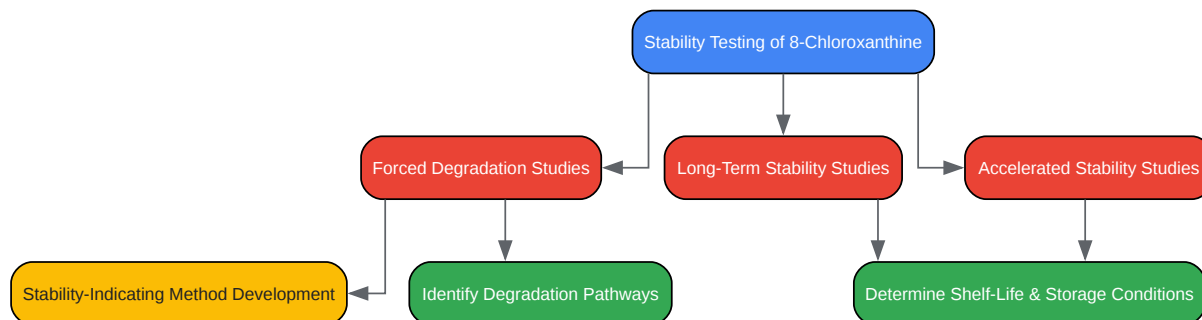 Stability Testing of 8-Chloroxanthine
Forced Degradation Studies
Long-Term Stability Studies
Accelerated Stability Studies
Stability-Indicating Method Development
Identify Degradation Pathways
Determine Shelf-Life & Storage Conditions